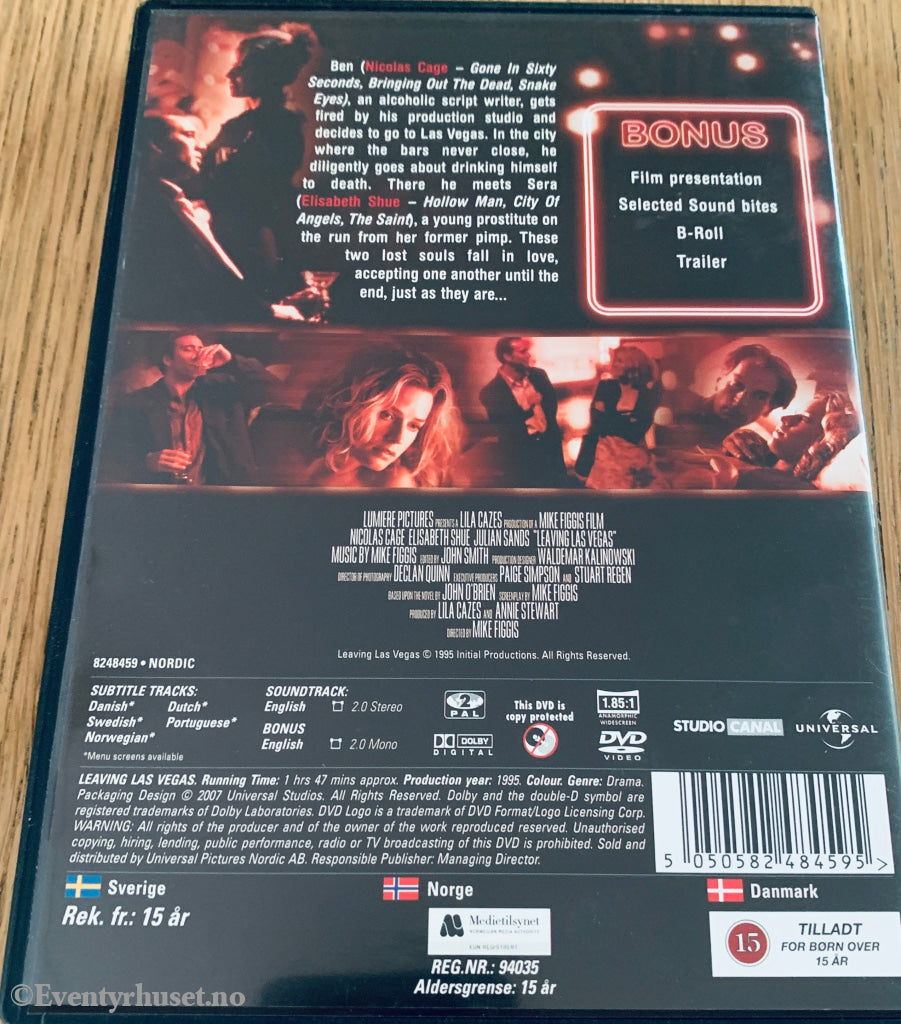 Ben (Nicolas Cage – Gone In Sixty
Seconds, Bringing Out The Dead, Snake
Eyes), an alcoholic script writer, gets
fired by his production studio and
decides to go to Las Vegas. In the city
where the bars never close, he
diligently goes about drinking himself
to death. There he meets Sera
(Elisabeth Shue – Hollow Man, City Of
Angels, The Saint), a young prostitute on
the run from her former pimp. These
two lost souls fall in love,
accepting one another until the
end, just as they are...
BONUS
Film presentation
Selected Sound bites
B-Roll
Trailer
LUMIERE PICTURES PRESENTS A LILA CAZES PRODUCTION OF A MIKE FIGGIS FILM
NICOLAS CAGE ELISABETH SHUE JULIAN SANDS "LEAVING LAS VEGAS"
MUSIC BY MIKE FIGGIS EDITED BY JOHN SMITH PRODUCTION DESIGNER WALDEMAR KALINOWSKI
DIRECTOR OF PHOTOGRAPHY DECLAN QUINN EXECUTIVE PRODUCERS PAIGE SIMPSON AND STUART REGEN
BASED UPON THE NOVEL BY JOHN O'BRIEN SCREENPLAY BY MIKE FIGGIS
PRODUCED BY LILA CAZES AND ANNIE STEWART
DIRECTED BY MIKE FIGGIS
Leaving Las Vegas © 1995 Initial Productions. All Rights Reserved.
8248459 • NORDIC
SUBTITLE TRACKS:
Danish* Dutch*
Swedish* Portuguese*
Norwegian*
*Menu screens available
SOUNDTRACK:
English 2.0 Stereo
BONUS
English 2.0 Mono
2
PAL
DOLBY
DIGITAL
This DVD is
copy protected
1.85:1
ANAMORPHIC
WIDESCREEN
DVD
VIDEO
STUDIO CANAL
UNIVERSAL
LEAVING LAS VEGAS. Running Time: 1 hrs 47 mins approx. Production year: 1995. Colour. Genre: Drama.
Packaging Design © 2007 Universal Studios. All Rights Reserved. Dolby and the double-D symbol are
registered trademarks of Dolby Laboratories. DVD Logo is a trademark of DVD Format/Logo Licensing Corp.
WARNING: All rights of the producer and of the owner of the work reproduced reserved. Unauthorised
copying, hiring, lending, public performance, radio or TV broadcasting of this DVD is prohibited. Sold and
distributed by Universal Pictures Nordic AB. Responsible Publisher: Managing Director.
5 050582 484595 >
Sverige
Rek. fr.: 15 år
Norge
Medietilsynet
NORWEGIAN MEDIA AUTHORITY
KUN REGISTRERT
REG.NR.: 94035
Aldersgrense: 15 år
Danmark
15
TILLADT
FOR BØRN OVER
15 ÅR
©Eventyrhuset.no